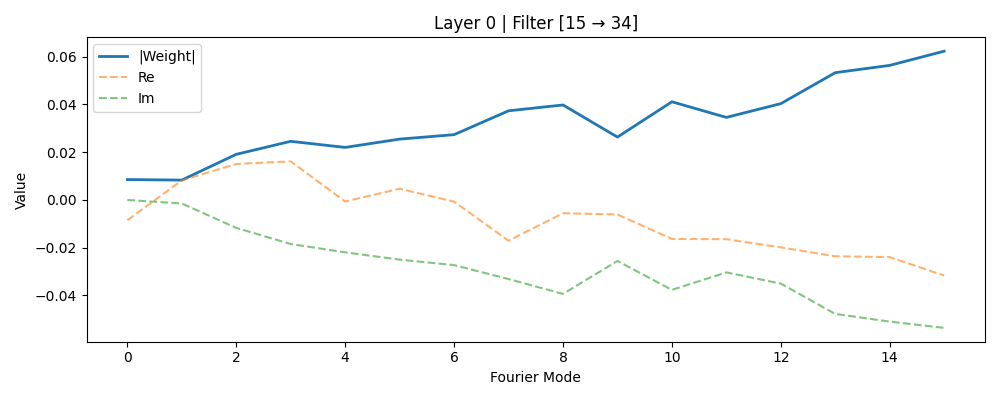 Layer 0 | Filter [15 → 34]
|Weight|
Re
Im
Value
0.06
0.04
0.02
0.00
−0.02
−0.04
0 2 4 6 8 10 12 14
Fourier Mode